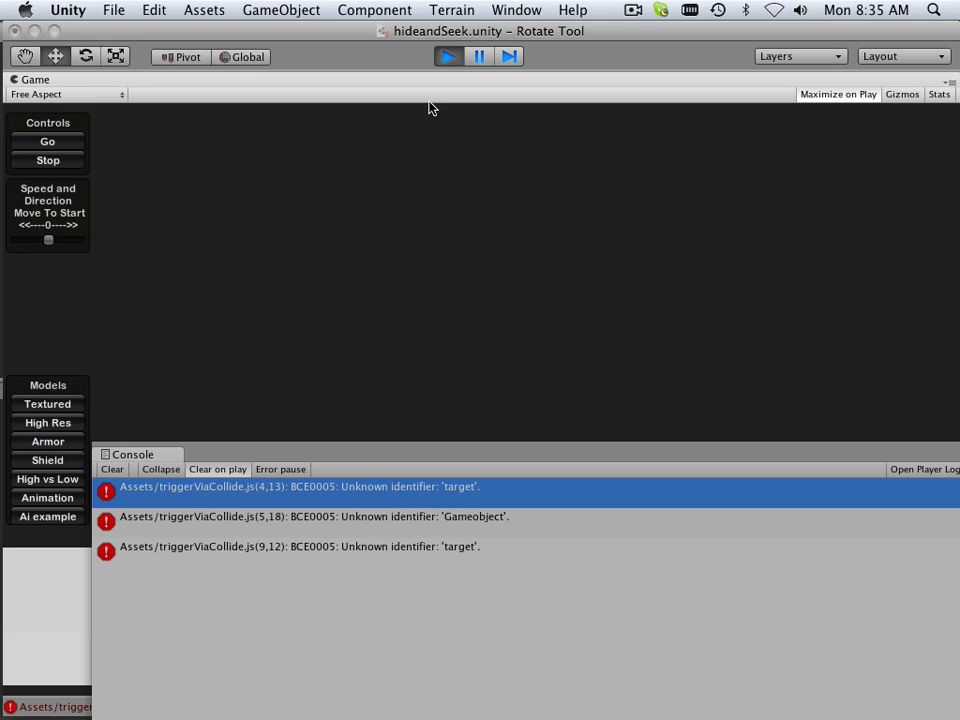 Unity File Edit Assets GameObject Component Terrain Window Help Mon 8:35 AM
hideandSeek.unity – Rotate Tool
Pivot Global Layers Layout
Game
Free Aspect Maximize on Play Gizmos Stats
Controls
Go
Stop
Speed and
Direction
Move To Start
<<----0---->>
Models
Textured
High Res
Armor
Shield
High vs Low
Animation
Ai example
Console
Clear Collapse Clear on play Error pause Open Player Log
Assets/triggerViaCollide.js(4,13): BCE0005: Unknown identifier: 'target'.
Assets/triggerViaCollide.js(5,18): BCE0005: Unknown identifier: 'Gameobject'.
Assets/triggerViaCollide.js(9,12): BCE0005: Unknown identifier: 'target'.
Assets/trigger